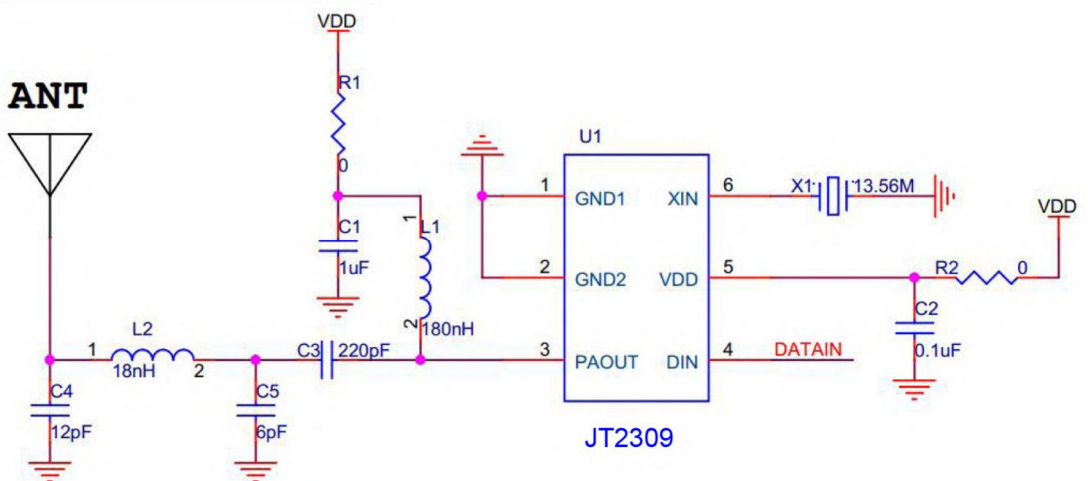 VDD
ANT
R1
0
U1
1
GND1
XIN
6
X1
13.56M
VDD
C1
1uF
1
L1
2
180nH
2
GND2
VDD
5
R2
0
C2
0.1uF
L2
1
18nH
2
C3
220pF
3
PAOUT
DIN
4
DATAIN
C4
12pF
C5
6pF
JT2309